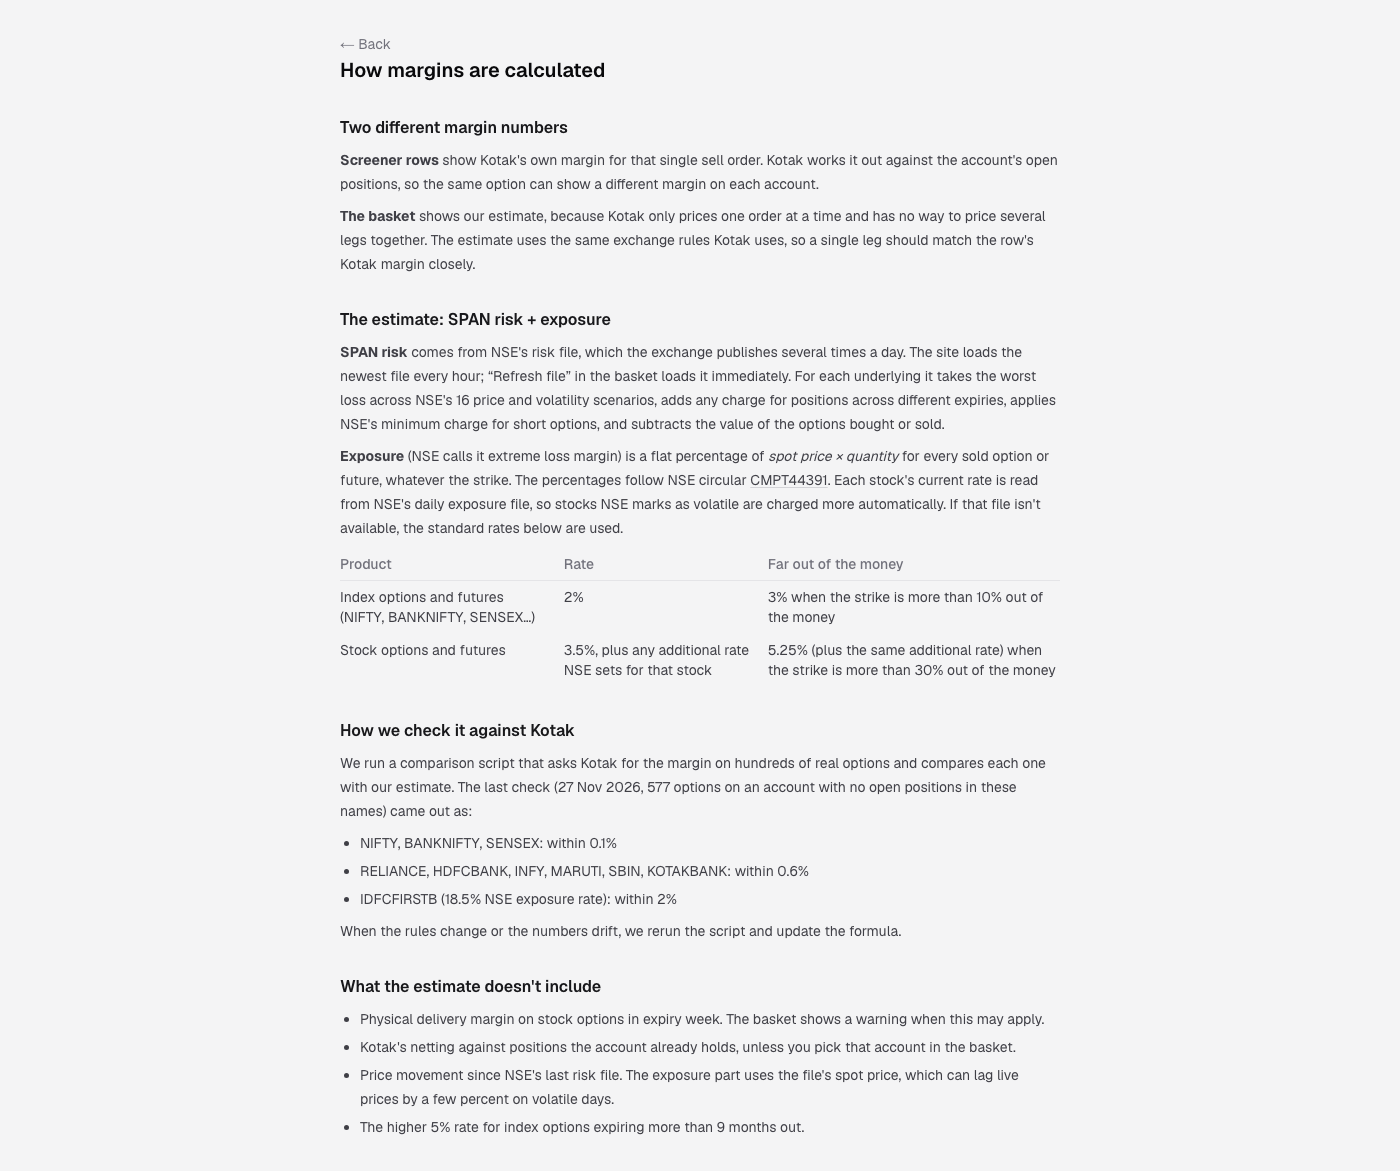 ← Back
How margins are calculated
Two different margin numbers
Screener rows show Kotak's own margin for that single sell order. Kotak works it out against the account's open
positions, so the same option can show a different margin on each account.
The basket shows our estimate, because Kotak only prices one order at a time and has no way to price several
legs together. The estimate uses the same exchange rules Kotak uses, so a single leg should match the row's
Kotak margin closely.
The estimate: SPAN risk + exposure
SPAN risk comes from NSE's risk file, which the exchange publishes several times a day. The site loads the
newest file every hour; “Refresh file” in the basket loads it immediately. For each underlying it takes the worst
loss across NSE's 16 price and volatility scenarios, adds any charge for positions across different expiries, applies
NSE's minimum charge for short options, and subtracts the value of the options bought or sold.
Exposure (NSE calls it extreme loss margin) is a flat percentage of spot price × quantity for every sold option or
future, whatever the strike. The percentages follow NSE circular CMPT44391. Each stock's current rate is read
from NSE's daily exposure file, so stocks NSE marks as volatile are charged more automatically. If that file isn't
available, the standard rates below are used.
Product Rate Far out of the money
Index options and futures 2% 3% when the strike is more than 10% out of
(NIFTY, BANKNIFTY, SENSEX…) the money
Stock options and futures 3.5%, plus any additional rate 5.25% (plus the same additional rate) when
NSE sets for that stock the strike is more than 30% out of the money
How we check it against Kotak
We run a comparison script that asks Kotak for the margin on hundreds of real options and compares each one
with our estimate. The last check (27 Nov 2026, 577 options on an account with no open positions in these
names) came out as:
• NIFTY, BANKNIFTY, SENSEX: within 0.1%
• RELIANCE, HDFCBANK, INFY, MARUTI, SBIN, KOTAKBANK: within 0.6%
• IDFCFIRSTB (18.5% NSE exposure rate): within 2%
When the rules change or the numbers drift, we rerun the script and update the formula.
What the estimate doesn't include
• Physical delivery margin on stock options in expiry week. The basket shows a warning when this may apply.
• Kotak's netting against positions the account already holds, unless you pick that account in the basket.
• Price movement since NSE's last risk file. The exposure part uses the file's spot price, which can lag live
prices by a few percent on volatile days.
• The higher 5% rate for index options expiring more than 9 months out.